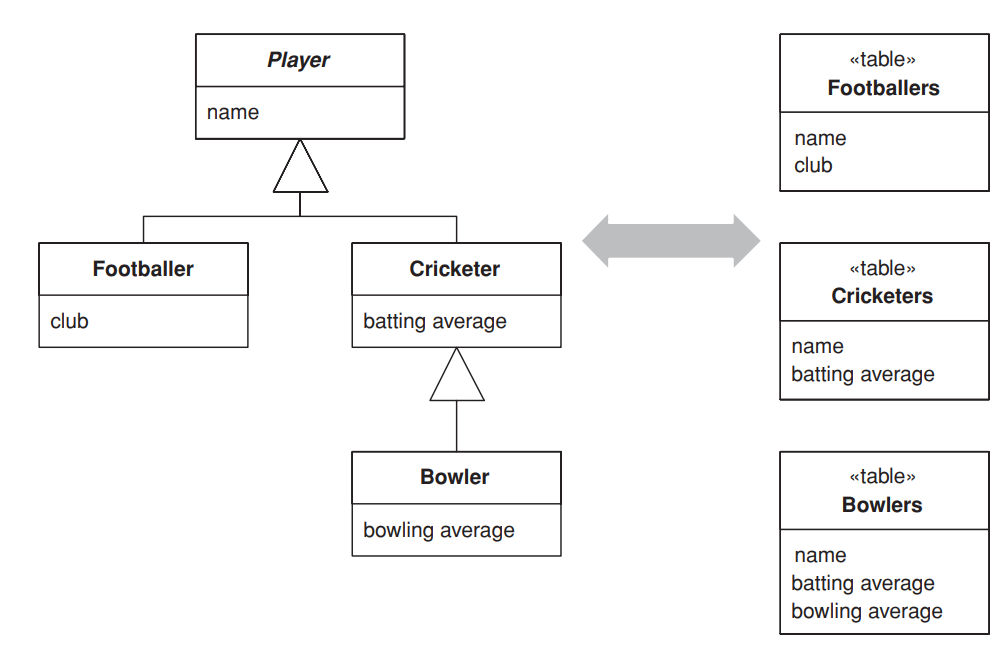 Player
name
Footballer
club
Cricketer
batting average
Bowler
bowling average
«table»
Footballers
name
club
«table»
Cricketers
name
batting average
«table»
Bowlers
name
batting average
bowling average